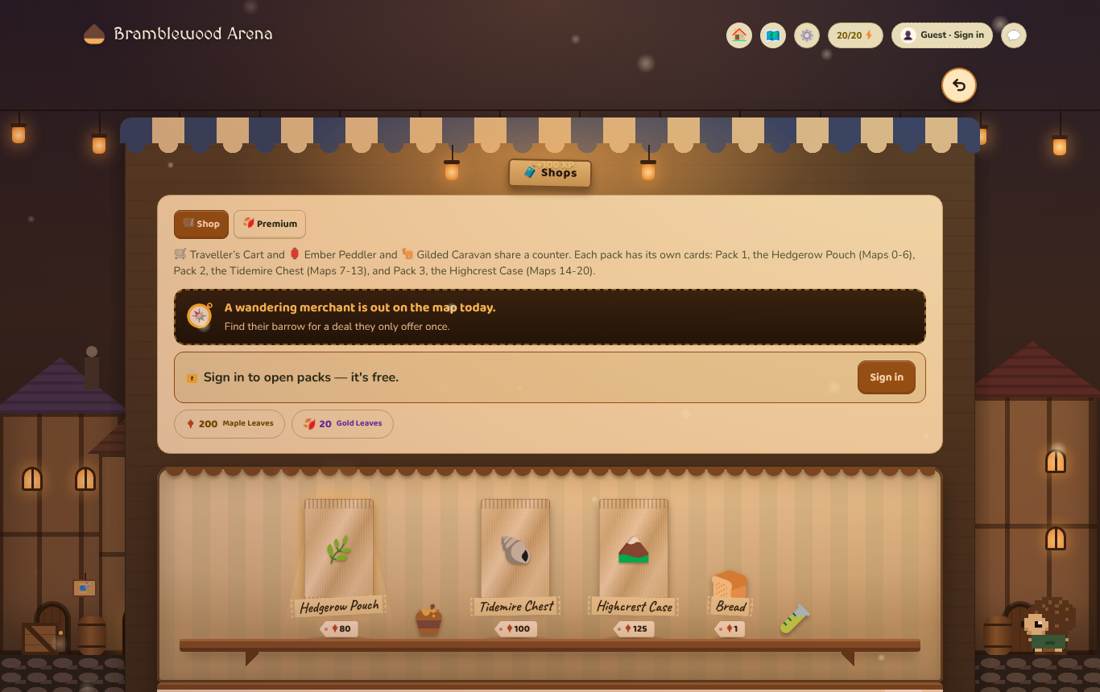 Bramblewood Arena
20/20
Guest · Sign in
Shops
Shop
Premium
Traveller's Cart and Ember Peddler and Gilded Caravan share a counter. Each pack has its own cards: Pack 1, the Hedgerow Pouch (Maps 0-6),
Pack 2, the Tidemire Chest (Maps 7-13), and Pack 3, the Highcrest Case (Maps 14-20).
A wandering merchant is out on the map today.
Find their barrow for a deal they only offer once.
Sign in to open packs — it's free.
Sign in
200 Maple Leaves
20 Gold Leaves
Hedgerow Pouch
Tidemire Chest
Highcrest Case
Bread
80
100
125
1